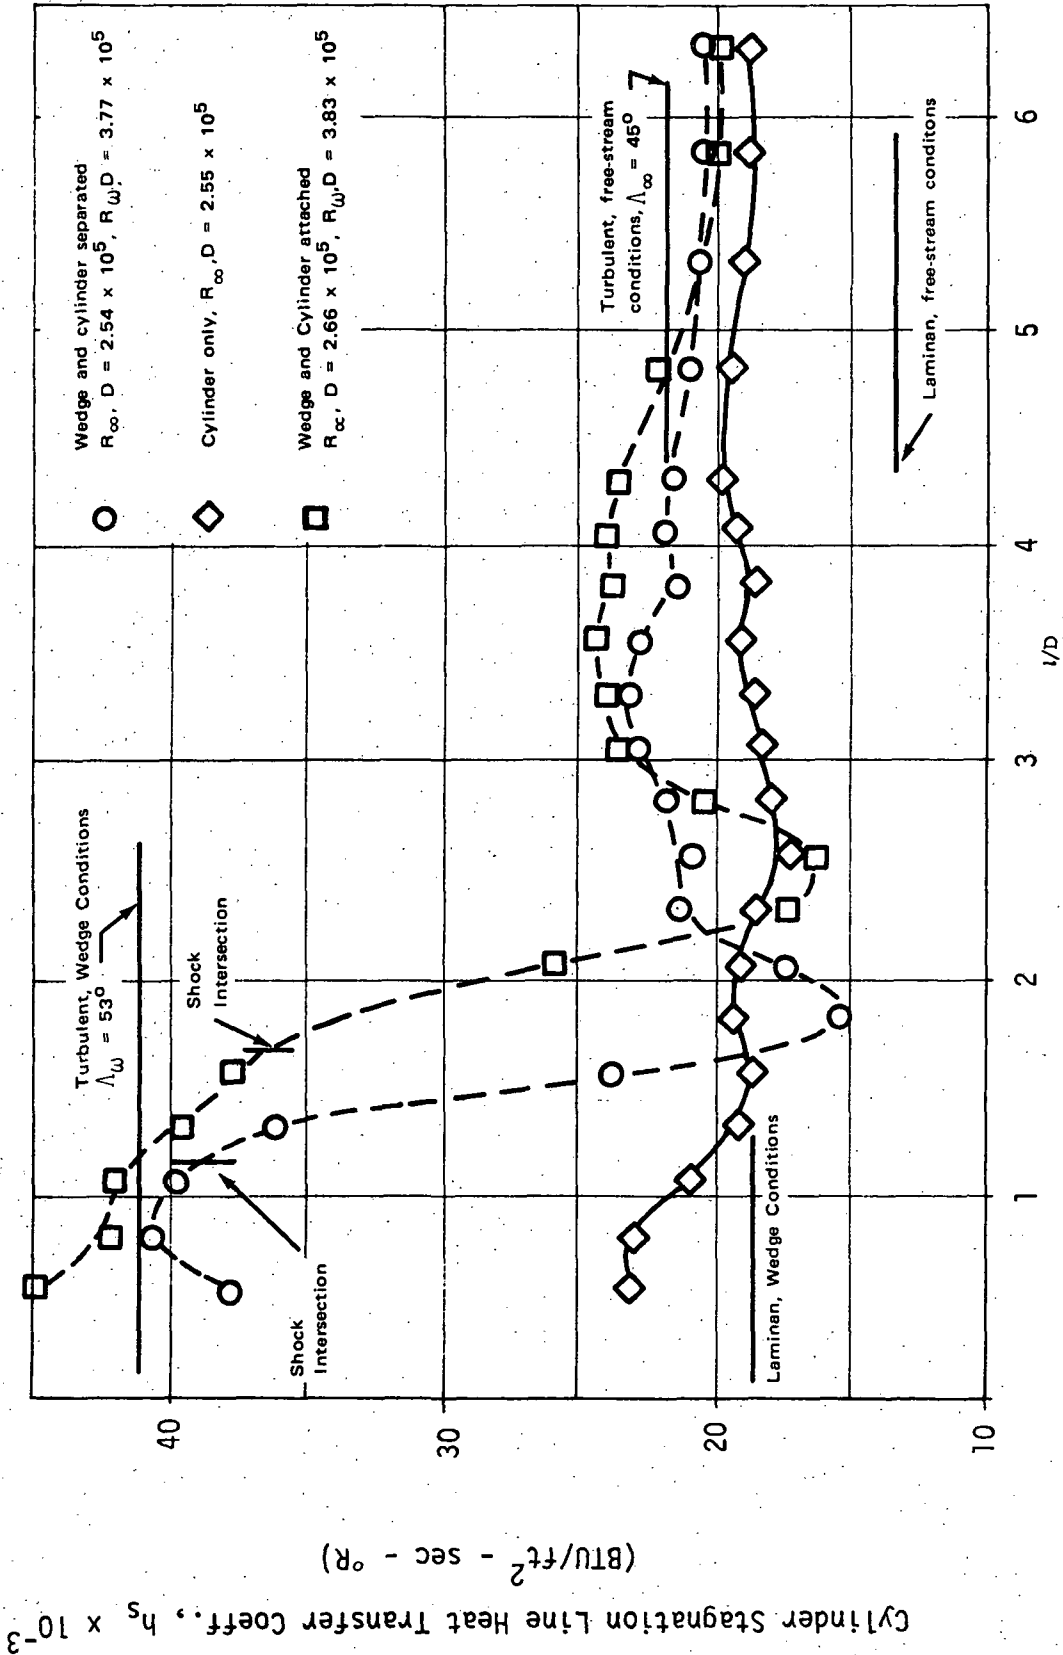 Wedge and cylinder separated
R∞, D = 2.54 x 10⁵, Rω,D = 3.77 x 10⁵
Cylinder only, R∞,D = 2.55 x 10⁵
Wedge and Cylinder attached
R∝, D = 2.66 x 10⁵, Rω,D = 3.83 x 10⁵
Turbulent, Wedge Conditions
Λω = 53°
Shock
Intersection
Shock
Intersection
Turbulent, free-stream
conditions, Λ∞ = 45°
Laminan, free-stream conditons
Laminan, Wedge Conditions
40
30
20
10
1
2
3
4
5
6
l/D
Cylinder Stagnation Line Heat Transfer Coeff., hₛ x 10⁻³
(BTU/ft² - sec - °R)